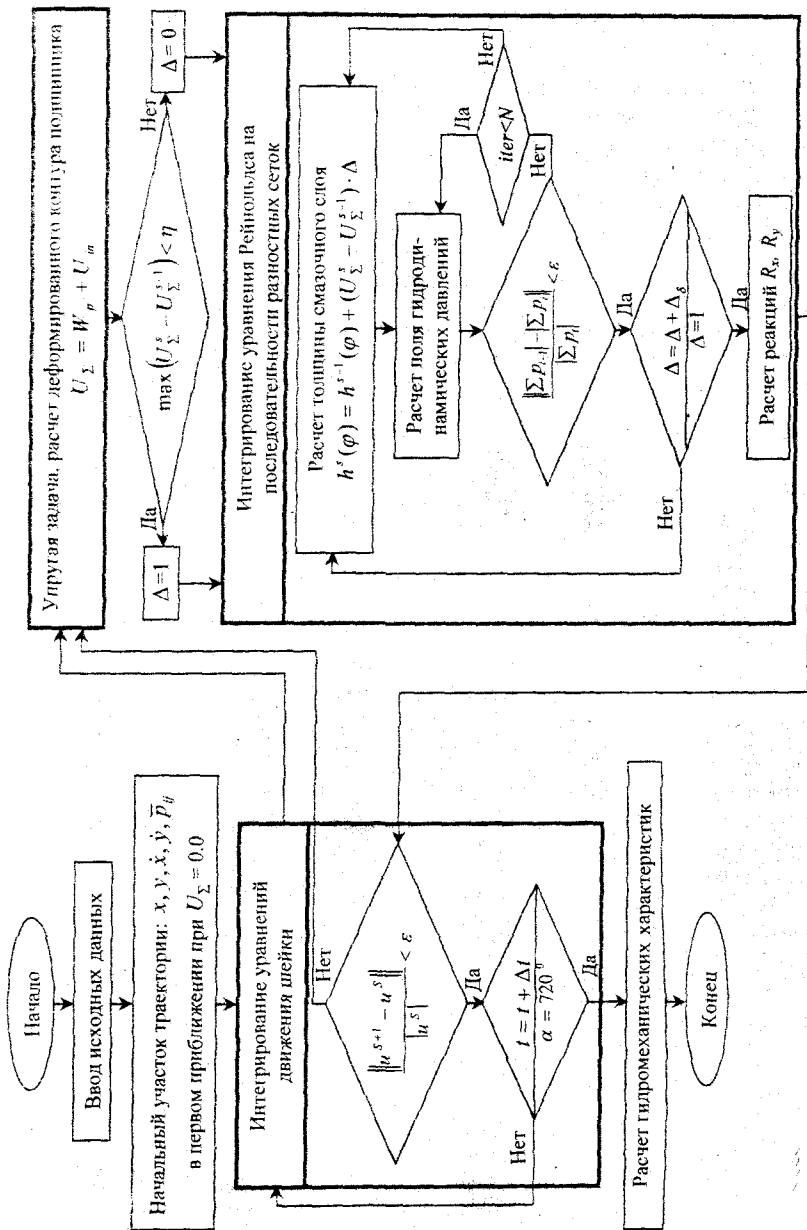 Начало
Ввод исходных данных
Начальный участок траектории: x, y, ẋ, ẏ, p̄ᵢⱼ
в первом приближении при U_Σ = 0.0
Интегрирование уравнений
движения шейки
Нет
‖u^{S+1} − u^S‖ / |u^S| < ε
Да
t = t + Δt
α = 720⁰
Нет
Да
Расчет гидромеханических характеристик
Конец
Упругая задача, расчет деформированного контура подшипника
U_Σ = W_p + U_in
Да
max(U_Σ^s − U_Σ^{s−1}) < η
Нет
Δ=1
Δ=0
Интегрирование уравнения Рейнольдса на
последовательности разностных сеток
Расчет толщины смазочного слоя
h^s(φ) = h^{s−1}(φ) + (U_Σ^s − U_Σ^{s−1})·Δ
Расчет поля гидроди-
намических давлений
Да
iter<N
Нет
Нет
||Σp_{i−1}| − |Σp_i|| / |Σp_i| < ε
Да
Δ = Δ + Δ_δ
Δ = 1
Нет
Да
Расчет реакций R_x, R_y